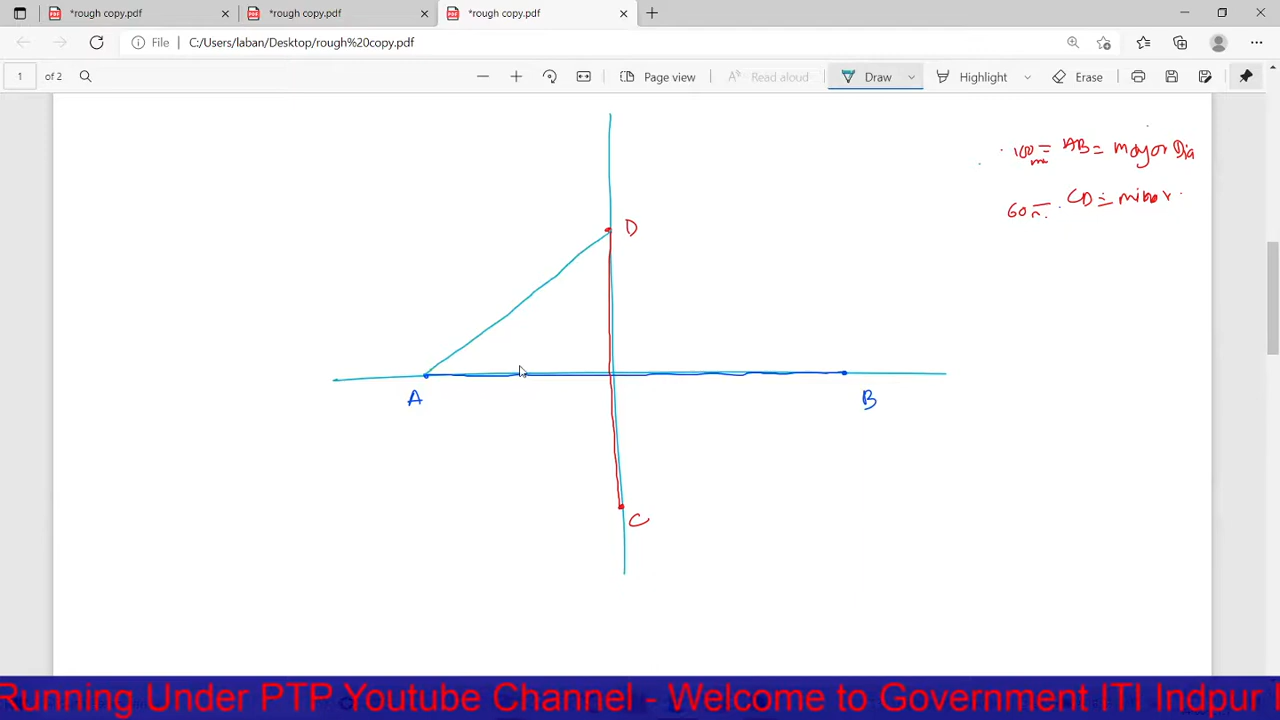 *rough copy.pdf
*rough copy.pdf
*rough copy.pdf
File C:/Users/laban/Desktop/rough%20copy.pdf
1 of 2 Page view Read aloud Draw Highlight Erase
100 = AB = major Dia
60 = CD = minor
D
A
B
C
Running Under PTP Youtube Channel - Welcome to Government ITI Indpur